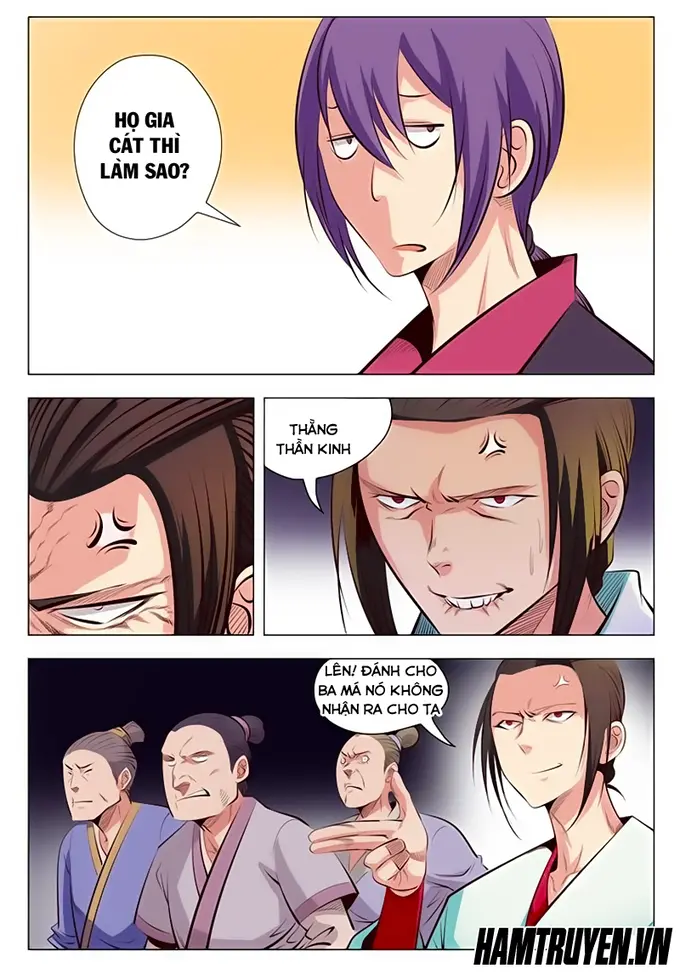 HỌ GIA
CÁT THÌ
LÀM SAO?
THẰNG
THẦN KINH
LÊN! ĐÁNH CHO
BA MÁ NÓ KHÔNG
NHẬN RA CHO TA
HAMTRUYEN.VN